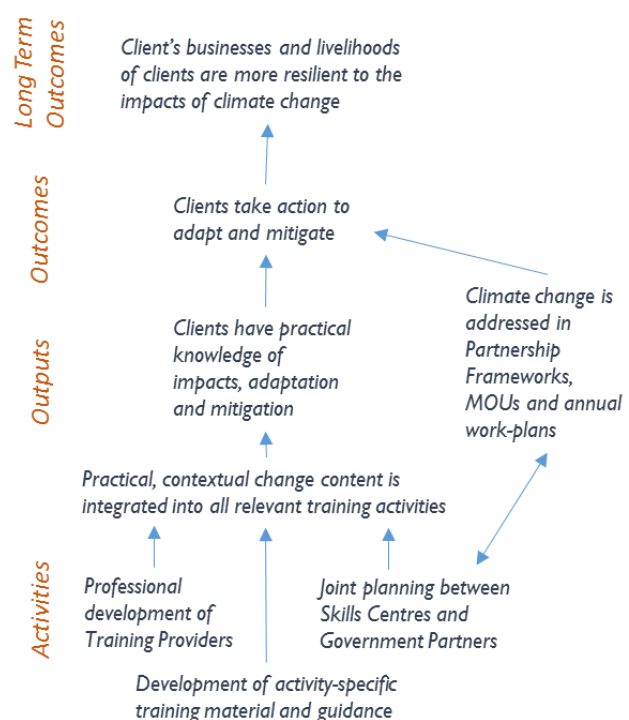 Long Term
Outcomes
Client's businesses and livelihoods
of clients are more resilient to the
impacts of climate change
Outcomes
Clients take action to
adapt and mitigate
Outputs
Clients have practical
knowledge of
impacts, adaptation
and mitigation
Climate change is
addressed in
Partnership
Frameworks,
MOUs and annual
work-plans
Practical, contextual change content is
integrated into all relevant training activities
Activities
Professional
development of
Training Providers
Joint planning between
Skills Centres and
Government Partners
Development of activity-specific
training material and guidance